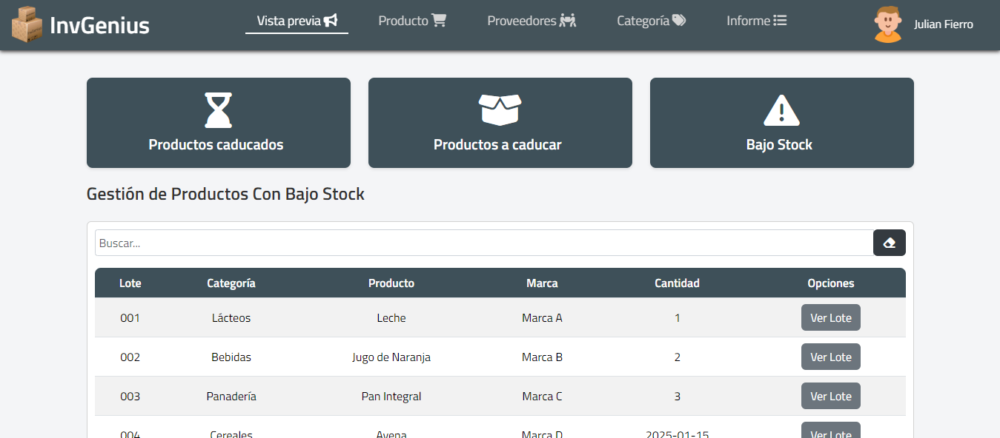 InvGenius Vista previa Producto Proveedores Categoría Informe Julian Fierro
Productos caducados Productos a caducar Bajo Stock
Gestión de Productos Con Bajo Stock
Buscar...
Lote Categoría Producto Marca Cantidad Opciones
001 Lácteos Leche Marca A 1 Ver Lote
002 Bebidas Jugo de Naranja Marca B 2 Ver Lote
003 Panadería Pan Integral Marca C 3 Ver Lote
004 Cereales Avena Marca D 2025-01-15 Ver Lote